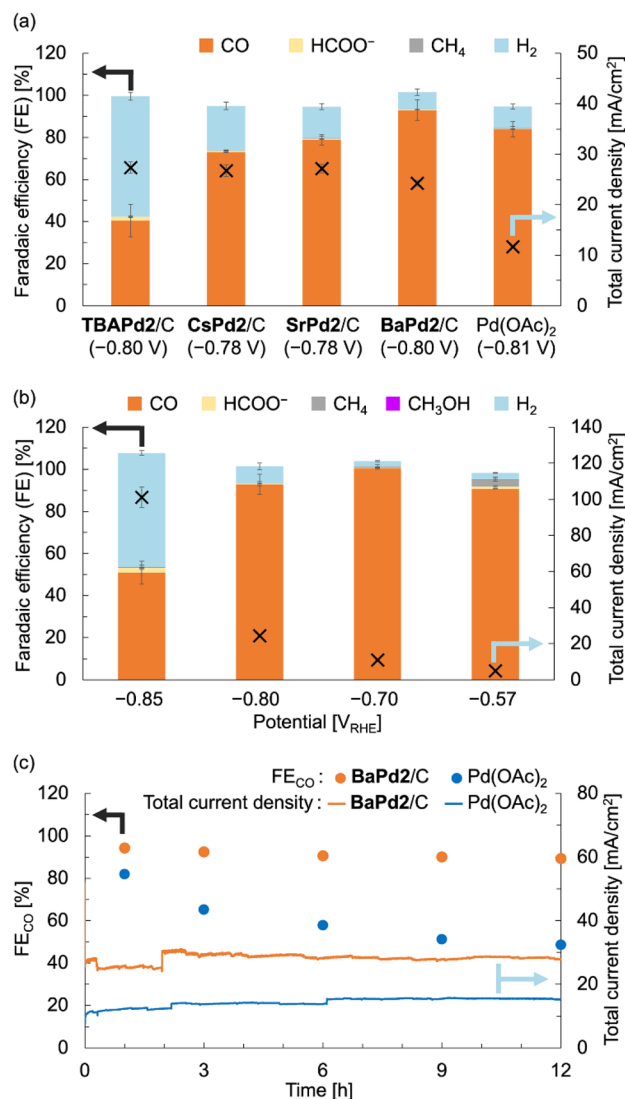 (a)
CO HCOO⁻ CH₄ H₂
Faradaic efficiency (FE) [%]
120
100
80
60
40
20
0
50
40
30
20
10
0
Total current density [mA/cm²]
TBAPd2/C CsPd2/C SrPd2/C BaPd2/C Pd(OAc)₂
(−0.80 V) (−0.78 V) (−0.78 V) (−0.80 V) (−0.81 V)
(b)
CO HCOO⁻ CH₄ CH₃OH H₂
Faradaic efficiency (FE) [%]
120
100
80
60
40
20
0
140
120
100
80
60
40
20
0
Total current density [mA/cm²]
−0.85 −0.80 −0.70 −0.57
Potential [V_RHE]
(c)
FE_CO : BaPd2/C Pd(OAc)₂
Total current density : BaPd2/C Pd(OAc)₂
FE_CO [%]
120
100
80
60
40
20
0
80
60
40
20
0
Total current density [mA/cm²]
0 3 6 9 12
Time [h]